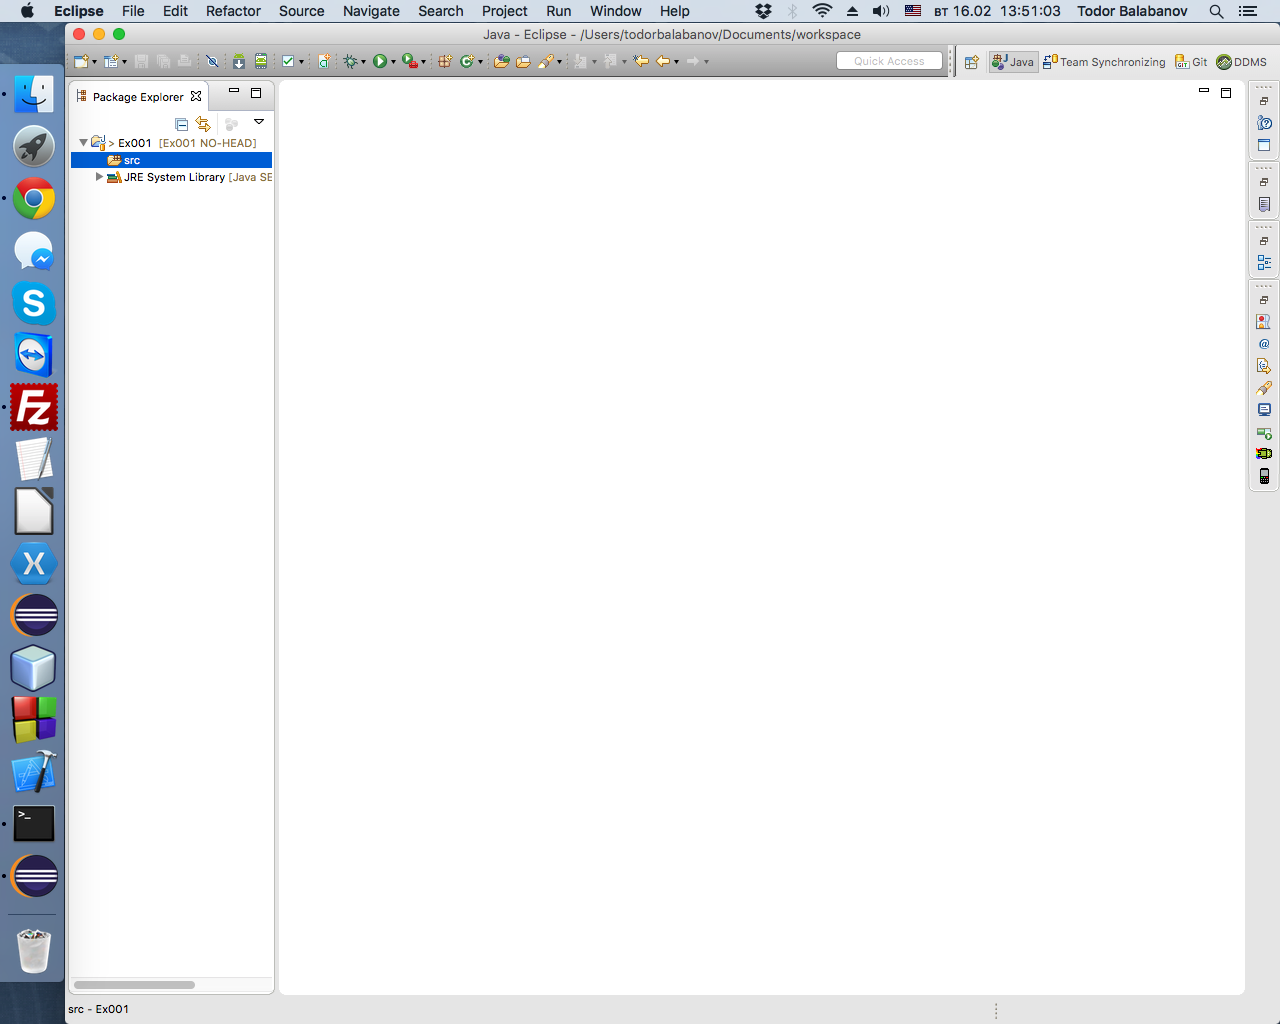 Eclipse File Edit Refactor Source Navigate Search Project Run Window Help вт 16.02 13:51:03 Todor Balabanov
Java - Eclipse - /Users/todorbalabanov/Documents/workspace
Quick Access Java Team Synchronizing Git DDMS
Package Explorer
> Ex001 [Ex001 NO-HEAD]
src
JRE System Library [Java SE
src - Ex001